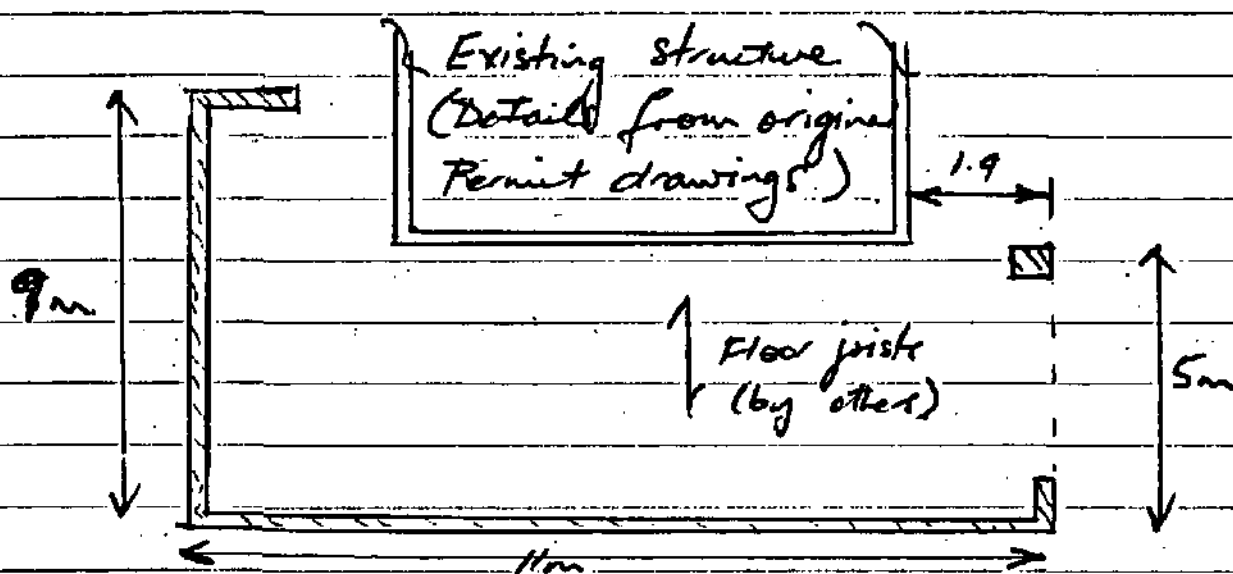 Existing structure
(Details from original
Permit drawings)
1.9
9m
Floor joists
(by others)
5m
11m